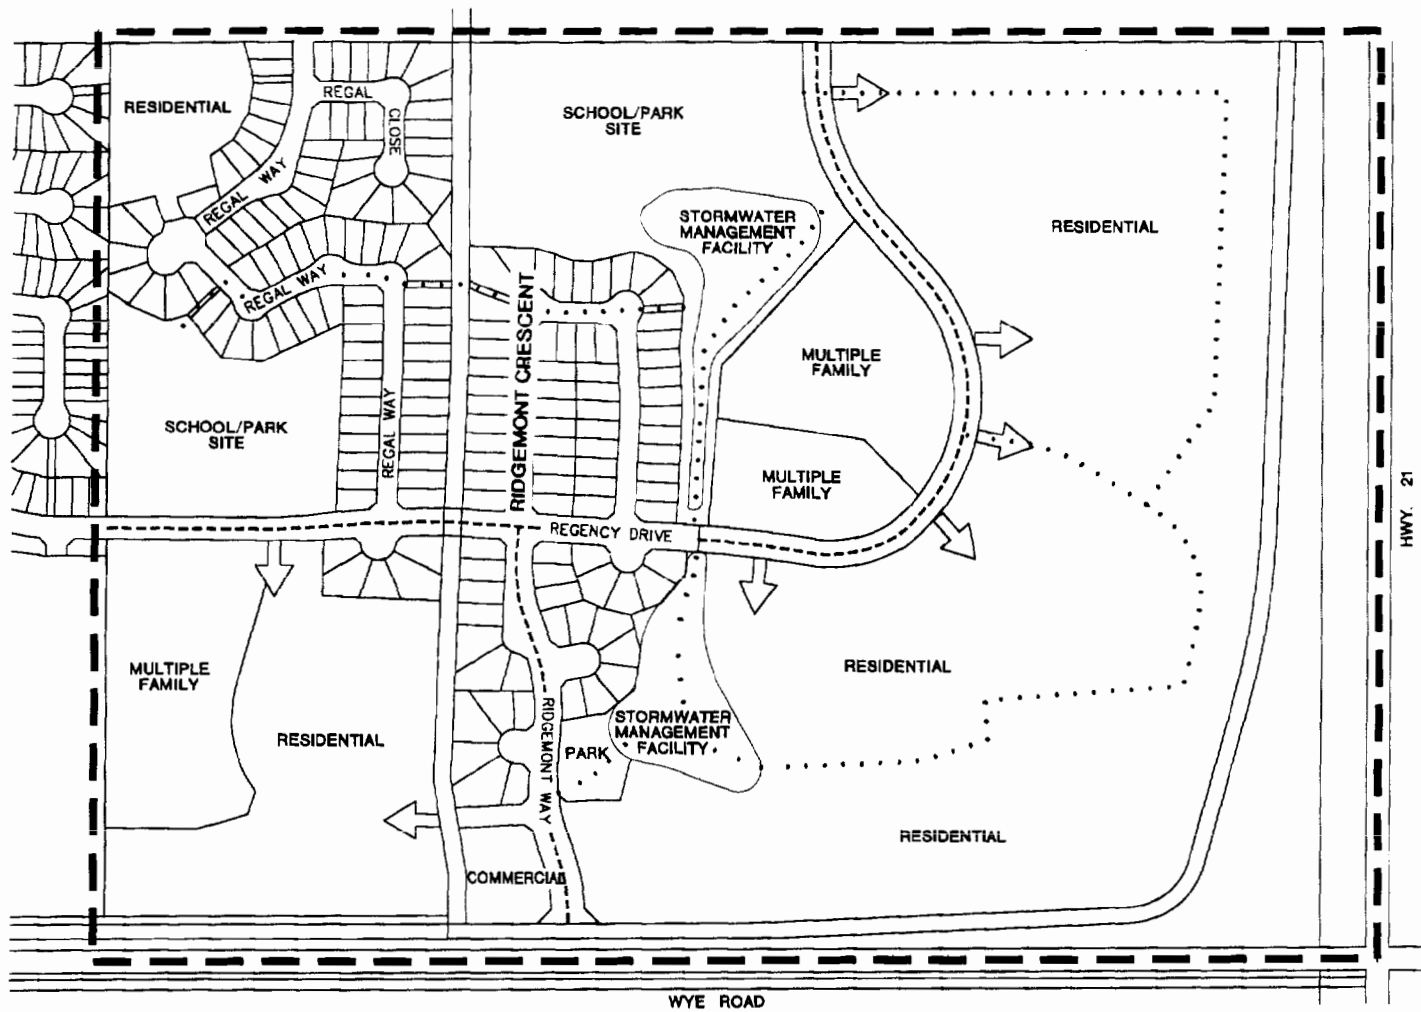 REGAL
RESIDENTIAL
CLOSE
SCHOOL/PARK
SITE
REGAL WAY
STORMWATER
MANAGEMENT
FACILITY
RESIDENTIAL
REGAL WAY
RIDGEMONT CRESCENT
MULTIPLE
FAMILY
REGAL WAY
SCHOOL/PARK
SITE
MULTIPLE
FAMILY
HWY. 21
REGENCY DRIVE
MULTIPLE
FAMILY
RESIDENTIAL
RIDGEMONT WAY
STORMWATER
MANAGEMENT
FACILITY
RESIDENTIAL
PARK
RESIDENTIAL
COMMERCIAL
WYE ROAD